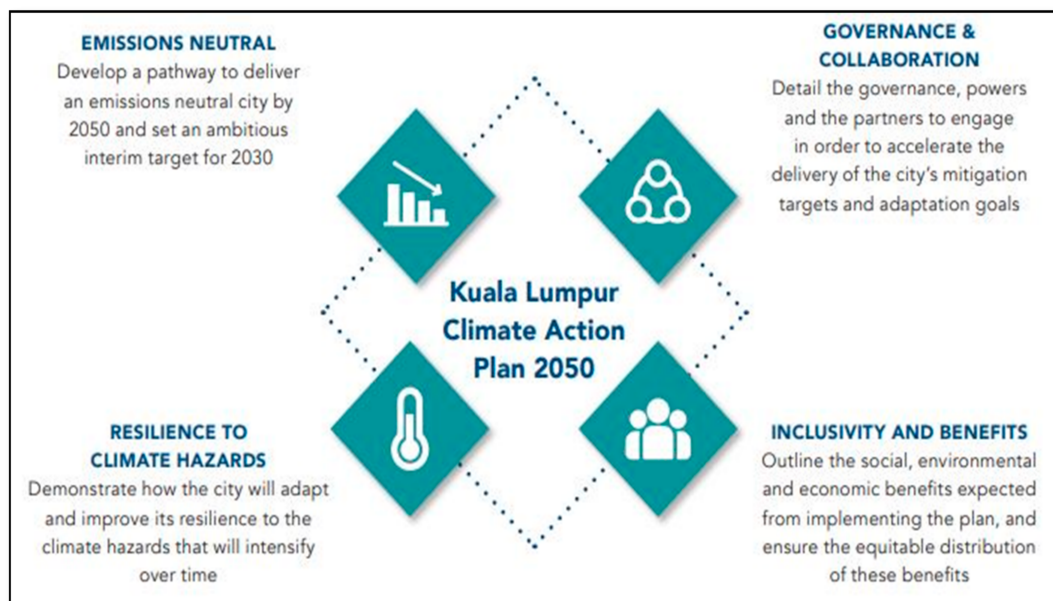 EMISSIONS NEUTRAL
Develop a pathway to deliver
an emissions neutral city by
2050 and set an ambitious
interim target for 2030
GOVERNANCE &
COLLABORATION
Detail the governance, powers
and the partners to engage
in order to accelerate the
delivery of the city's mitigation
targets and adaptation goals
Kuala Lumpur
Climate Action
Plan 2050
RESILIENCE TO
CLIMATE HAZARDS
Demonstrate how the city will adapt
and improve its resilience to the
climate hazards that will intensify
over time
INCLUSIVITY AND BENEFITS
Outline the social, environmental
and economic benefits expected
from implementing the plan, and
ensure the equitable distribution
of these benefits